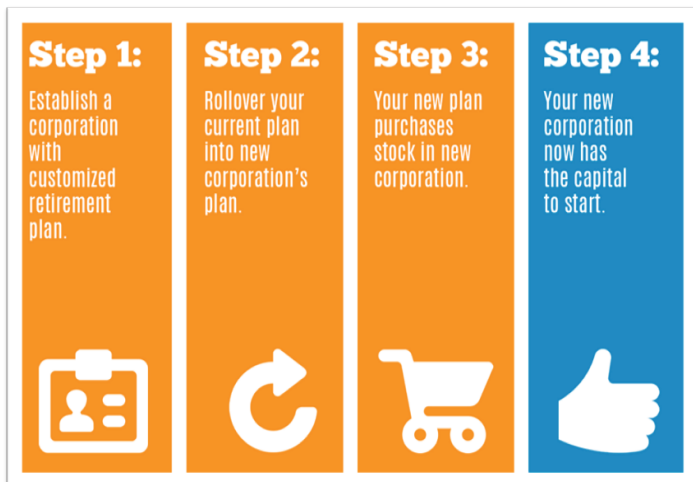 Step 1:
Establish a
corporation
with
customized
retirement
plan.
Step 2:
Rollover your
current plan
into new
corporation's
plan.
Step 3:
Your new plan
purchases
stock in new
corporation.
Step 4:
Your new
corporation
now has
the capital
to start.